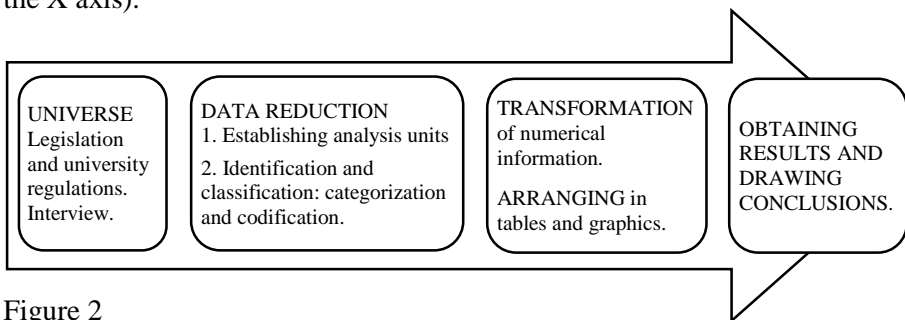 the X axis).
UNIVERSE
Legislation
and university
regulations.
Interview.
DATA REDUCTION
1. Establishing analysis units
2. Identification and
classification: categorization
and codification.
TRANSFORMATION
of numerical
information.
ARRANGING in
tables and graphics.
OBTAINING
RESULTS AND
DRAWING
CONCLUSIONS.
Figure 2